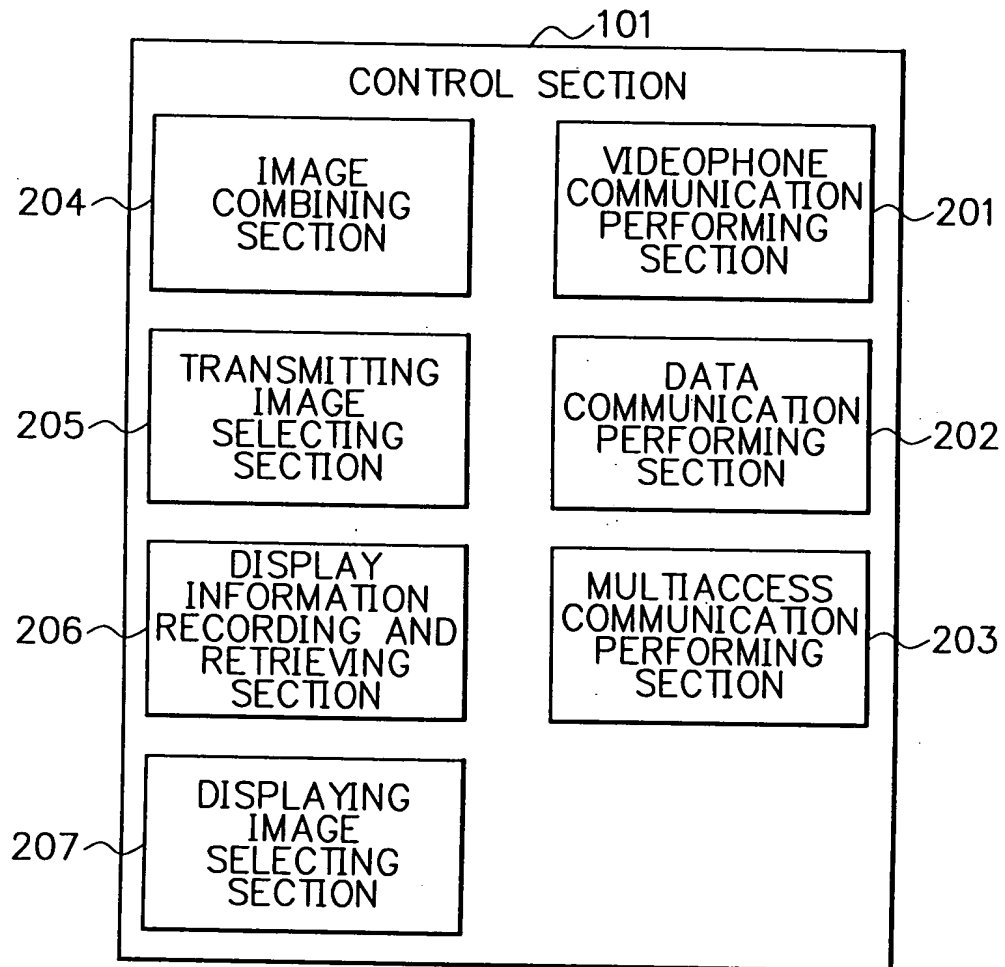 101
CONTROL SECTION
204
IMAGE
COMBINING
SECTION
VIDEOPHONE
COMMUNICATION
PERFORMING
SECTION
201
205
TRANSMITTING
IMAGE
SELECTING
SECTION
DATA
COMMUNICATION
PERFORMING
SECTION
202
206
DISPLAY
INFORMATION
RECORDING AND
RETRIEVING
SECTION
MULTIACCESS
COMMUNICATION
PERFORMING
SECTION
203
207
DISPLAYING
IMAGE
SELECTING
SECTION